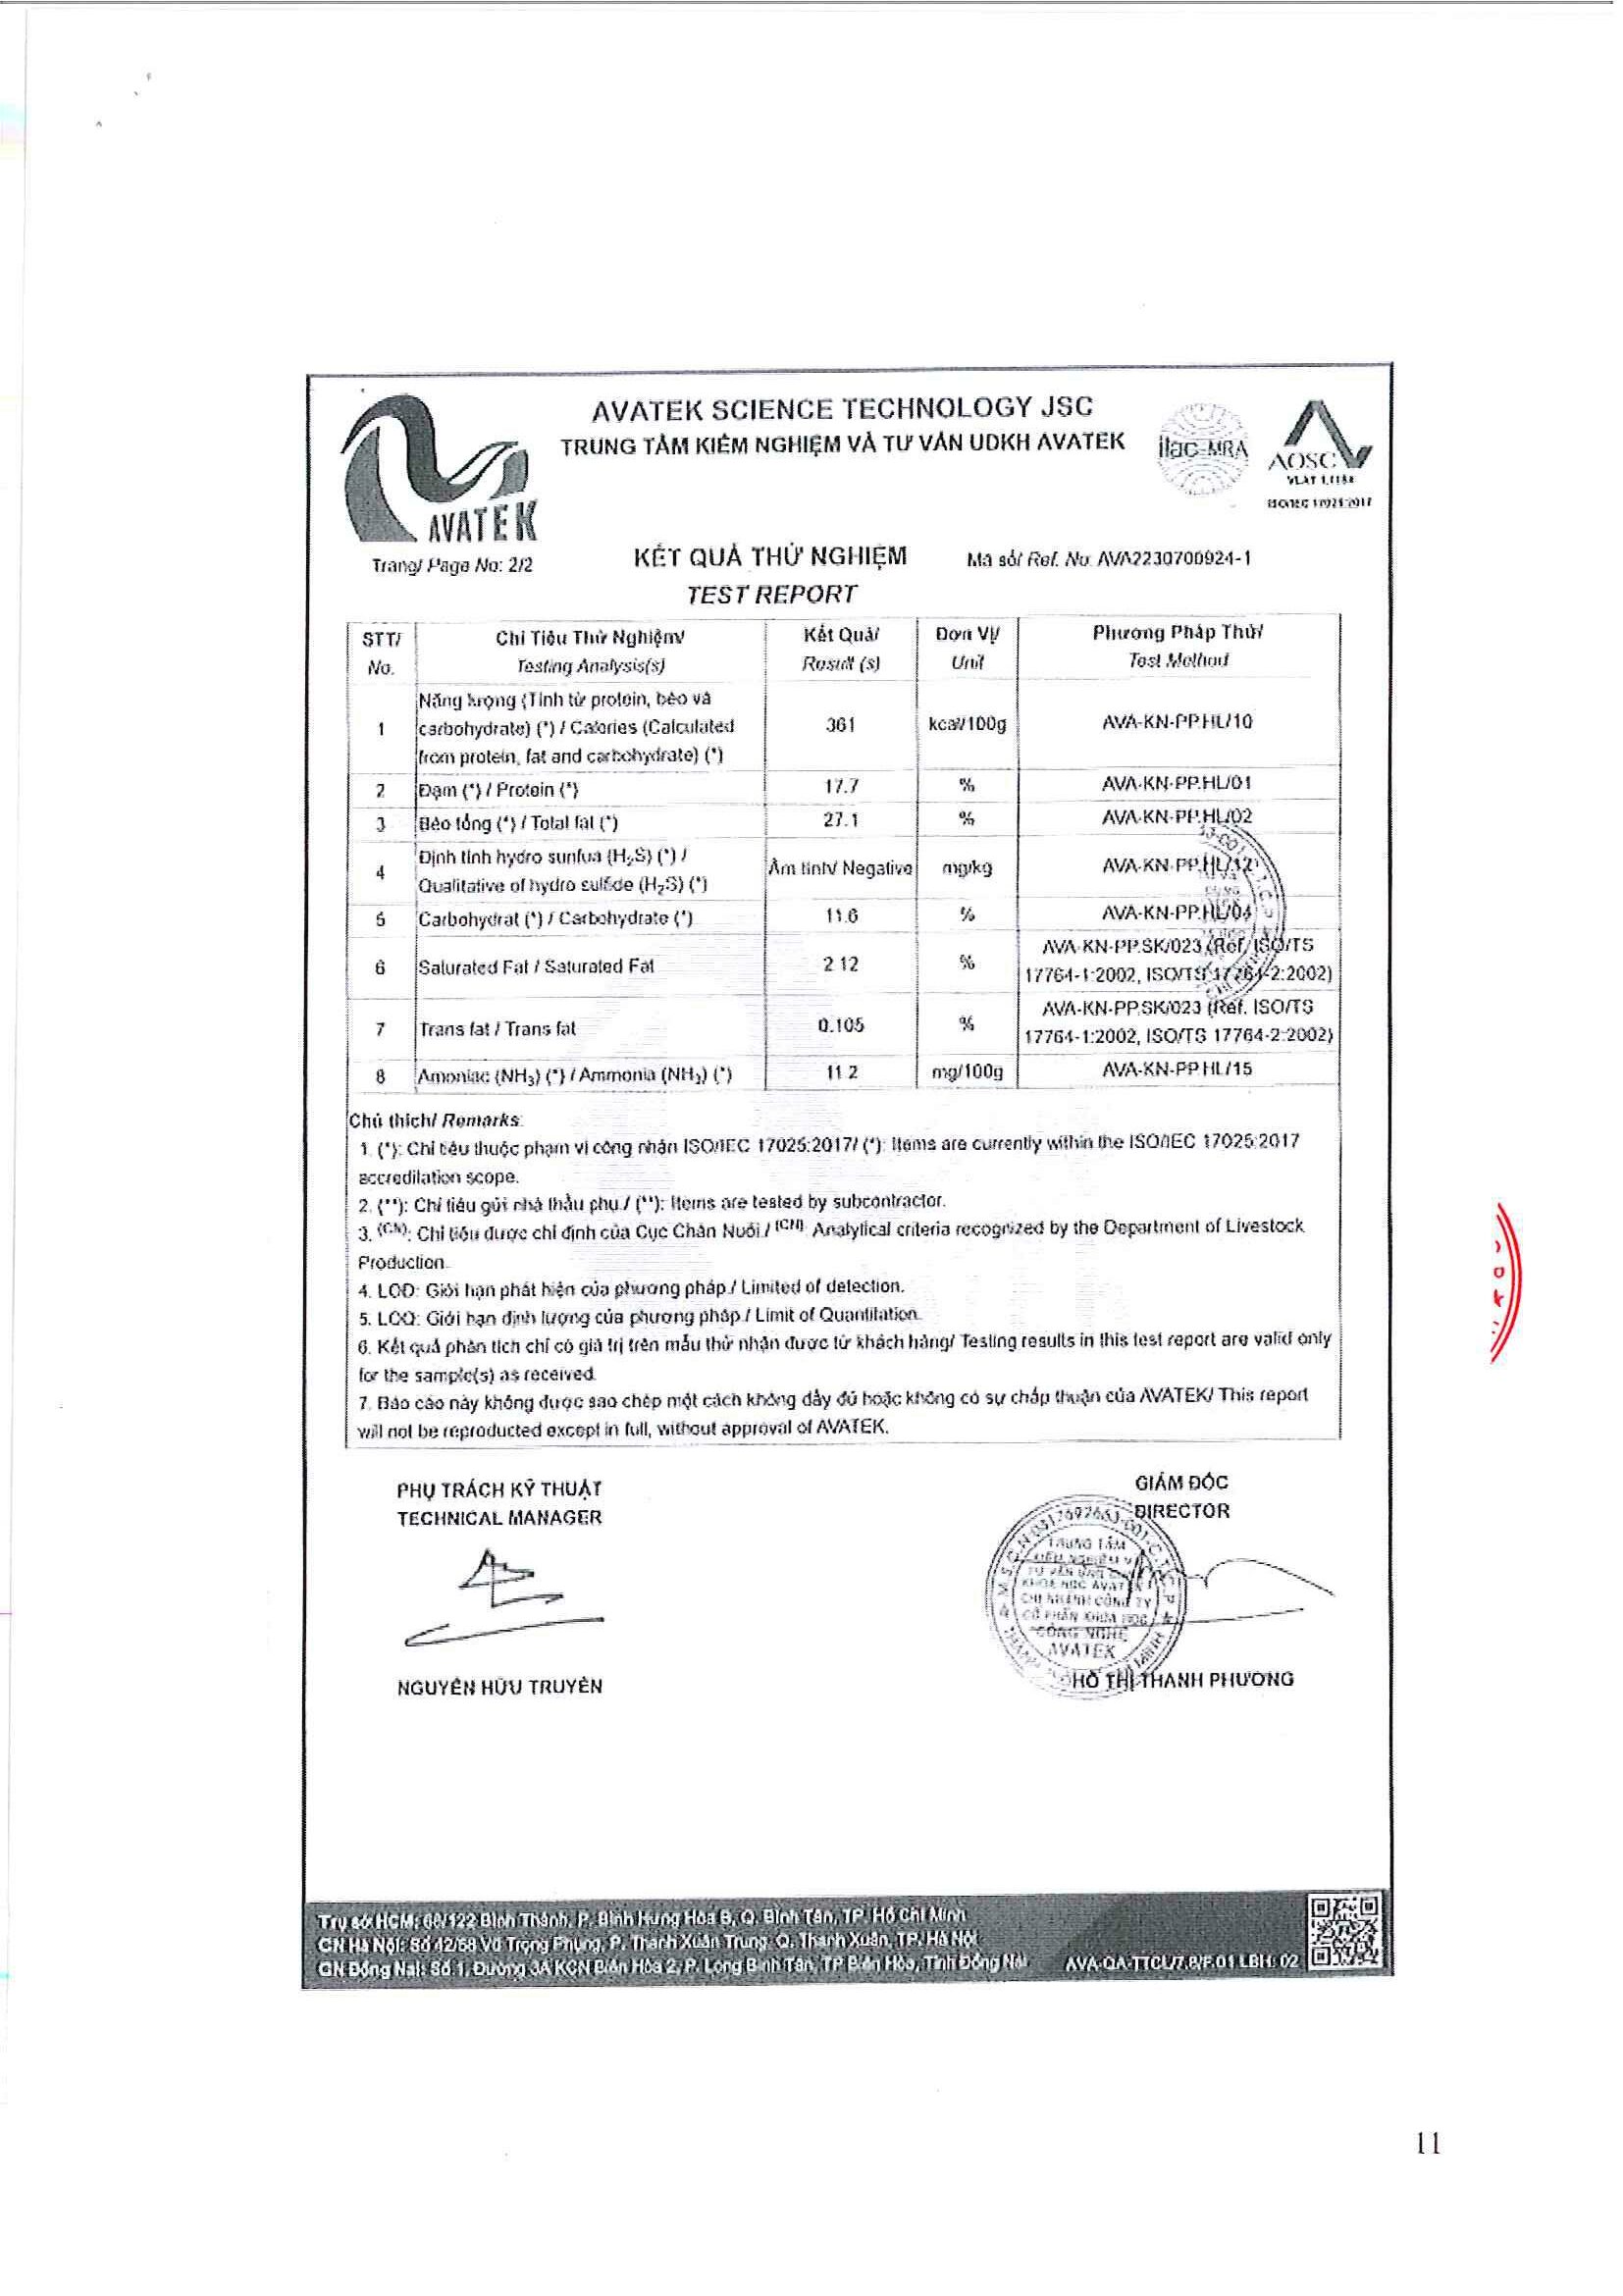 AVATEK SCIENCE TECHNOLOGY JSC
TRUNG TÂM KIỂM NGHIỆM VÀ TƯ VẤN UDKH AVATEK
ilac-MRA
AOSC
ISO/IEC 17025:2017
AVATEK
Trang/ Page No: 2/2
KẾT QUẢ THỬ NGHIỆM
Mã số/ Ref. No: AVA2230700924-1
TEST REPORT
STT/ Chỉ Tiêu Thử Nghiệm/ Kết Quả/ Đơn Vị/ Phương Pháp Thử/
No. Testing Analysis(s) Result (s) Unit Test Method
Năng lượng (Tính từ protein, béo và
1 carbohydrate) (*) / Calories (Calculated 361 kcal/100g AVA-KN-PP.HL/10
from protein, fat and carbohydrate) (*)
2 Đạm (*) / Protein (*) 17.7 % AVA-KN-PP.HL/01
3 Béo tổng (*) / Total fat (*) 27.1 % AVA-KN-PP.HL/02
Định tính hydro sunfua (H₂S) (*) /
4 Âm tính/ Negative mg/kg AVA-KN-PP.HL/12
Qualitative of hydro sulfide (H₂S) (*)
5 Carbohydrat (*) / Carbohydrate (*) 11.6 % AVA-KN-PP.HL/04
AVA-KN-PP.SK/023 (Ref. ISO/TS
6 Saturated Fat / Saturated Fat 2.12 %
17764-1:2002, ISO/TS 17764-2:2002)
AVA-KN-PP.SK/023 (Ref. ISO/TS
7 Trans fat / Trans fat 0.105 %
17764-1:2002, ISO/TS 17764-2:2002)
8 Amoniac (NH₃) (*) / Ammonia (NH₃) (*) 11.2 mg/100g AVA-KN-PP.HL/15
Chú thích/ Remarks:
1. (*): Chỉ tiêu thuộc phạm vi công nhận ISO/IEC 17025:2017/ (*): Items are currently within the ISO/IEC 17025:2017
accreditation scope.
2. (**): Chỉ tiêu gửi nhà thầu phụ / (**): Items are tested by subcontractor.
3. (CN): Chỉ tiêu được chỉ định của Cục Chăn Nuôi / (CN): Analytical criteria recognized by the Department of Livestock
Production.
4. LOD: Giới hạn phát hiện của phương pháp / Limited of detection.
5. LOQ: Giới hạn định lượng của phương pháp / Limit of Quantitation.
6. Kết quả phân tích chỉ có giá trị trên mẫu thử nhận được từ khách hàng/ Testing results in this test report are valid only
for the sample(s) as received.
7. Báo cáo này không được sao chép một cách không đầy đủ hoặc không có sự chấp thuận của AVATEK/ This report
will not be reproducted except in full, without approval of AVATEK.
PHỤ TRÁCH KỸ THUẬT
TECHNICAL MANAGER
GIÁM ĐỐC
DIRECTOR
TRUNG TÂM
KIỂM NGHIỆM VÀ
TƯ VẤN ỨNG
KHOA HỌC AVATEK
CHI NHÁNH CÔNG TY
CỔ PHẦN KHOA HỌC
CÔNG NGHỆ
AVATEK
NGUYỄN HỮU TRUYỀN
HỒ THỊ THANH PHƯƠNG
Trụ sở HCM: 68/122 Bình Thành, P. Bình Hưng Hòa B, Q. Bình Tân, TP. Hồ Chí Minh
CN Hà Nội: Số 42/68 Vũ Trọng Phụng, P. Thanh Xuân Trung, Q. Thanh Xuân, TP. Hà Nội
CN Đồng Nai: Số 1, Đường 3A KCN Biên Hòa 2, P. Long Bình Tân, TP Biên Hòa, Tỉnh Đồng Nai
AVA-QA-TTCL/7.8/F.01 LBH: 02
11